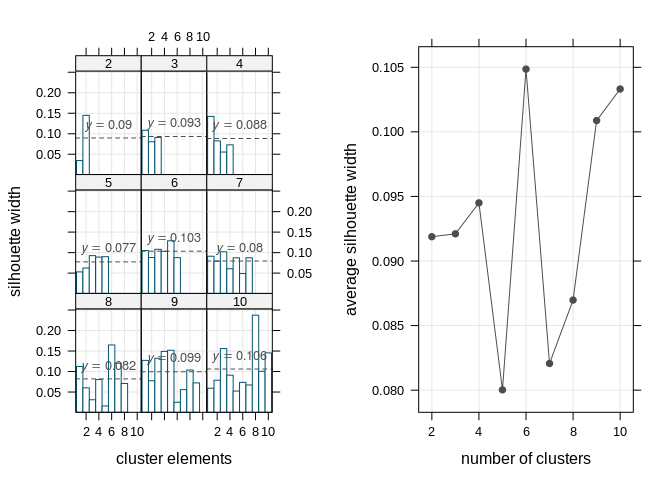 2 4 6 8 10
2 3 4
0.20
0.15
0.10
0.05
y = 0.09
y = 0.093
y = 0.088
5 6 7
0.20
0.15
0.10
0.05
y = 0.077
y = 0.103
y = 0.08
8 9 10
0.20
0.15
0.10
0.05
y = 0.082
y = 0.099
y = 0.106
2 4 6 8 10
2 4 6 8 10
silhouette width
cluster elements
0.105
0.100
0.095
0.090
0.085
0.080
average silhouette width
2 4 6 8 10
number of clusters